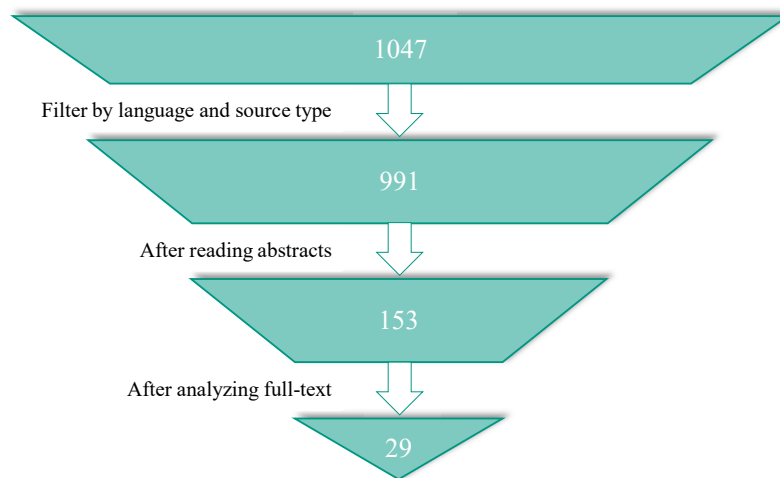 1047
Filter by language and source type
991
After reading abstracts
153
After analyzing full-text
29